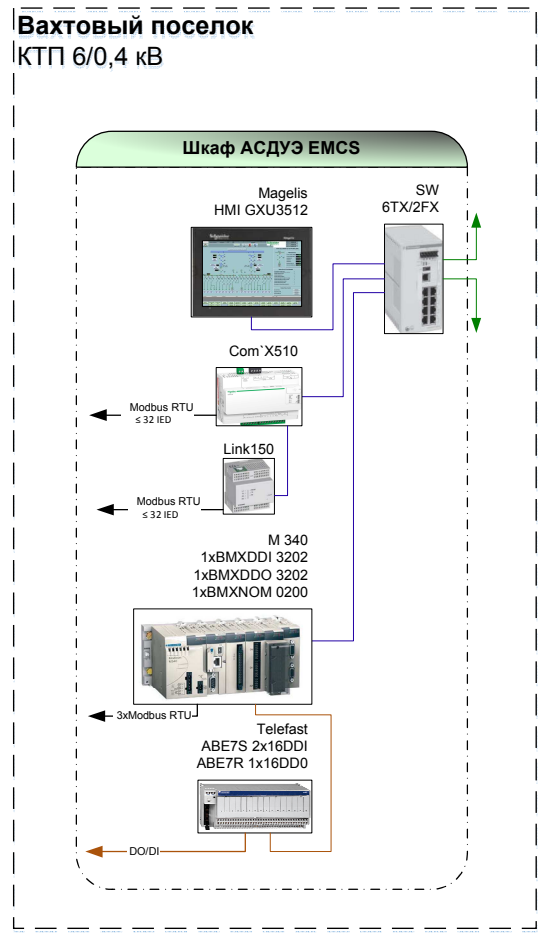 Вахтовый поселок
КТП 6/0,4 кВ
Шкаф АСДУЭ EMCS
Magelis
HMI GXU3512
SW
6TX/2FX
Com`X510
Modbus RTU
≤ 32 IED
Link150
Modbus RTU
≤ 32 IED
M 340
1xBMXDDI 3202
1xBMXDDO 3202
1xBMXNOM 0200
3xModbus RTU
Telefast
ABE7S 2x16DDI
ABE7R 1x16DD0
DO/DI